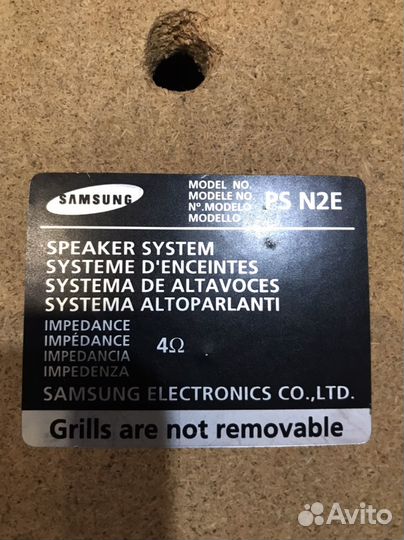 SAMSUNG
MODEL NO.
MODELE NO
Nº.MODELO PS N2E
MODELLO
SPEAKER SYSTEM
SYSTEME D'ENCEINTES
SYSTEMA DE ALTAVOCES
SYSTEMA ALTOPARLANTI
IMPEDANCE
IMPÉDANCE
IMPEDANCIA 4Ω
IMPEDENZA
SAMSUNG ELECTRONICS CO.,LTD.
Grills are not removable
Avito